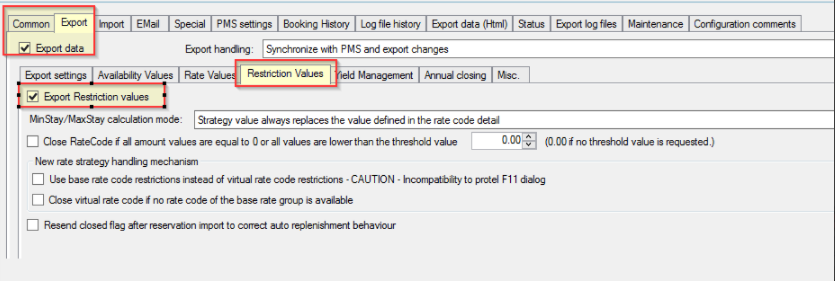 Common Export Import EMail Special PMS settings Booking History Log file history Export data (Html) Status Export log files Maintenance Configuration comments
Export data Export handling: Synchronize with PMS and export changes
Export settings Availability Values Rate Values Restriction Values Yield Management Annual closing Misc.
Export Restriction values
MinStay/MaxStay calculation mode: Strategy value always replaces the value defined in the rate code detail
Close RateCode if all amount values are equal to 0 or all values are lower than the threshold value 0.00 (0.00 if no threshold value is requested.)
New rate strategy handling mechanism
Use base rate code restrictions instead of virtual rate code restrictions - CAUTION - Incompatibility to protel F11 dialog
Close virtual rate code if no rate code of the base rate group is available
Resend closed flag after reservation import to correct auto replenishment behaviour